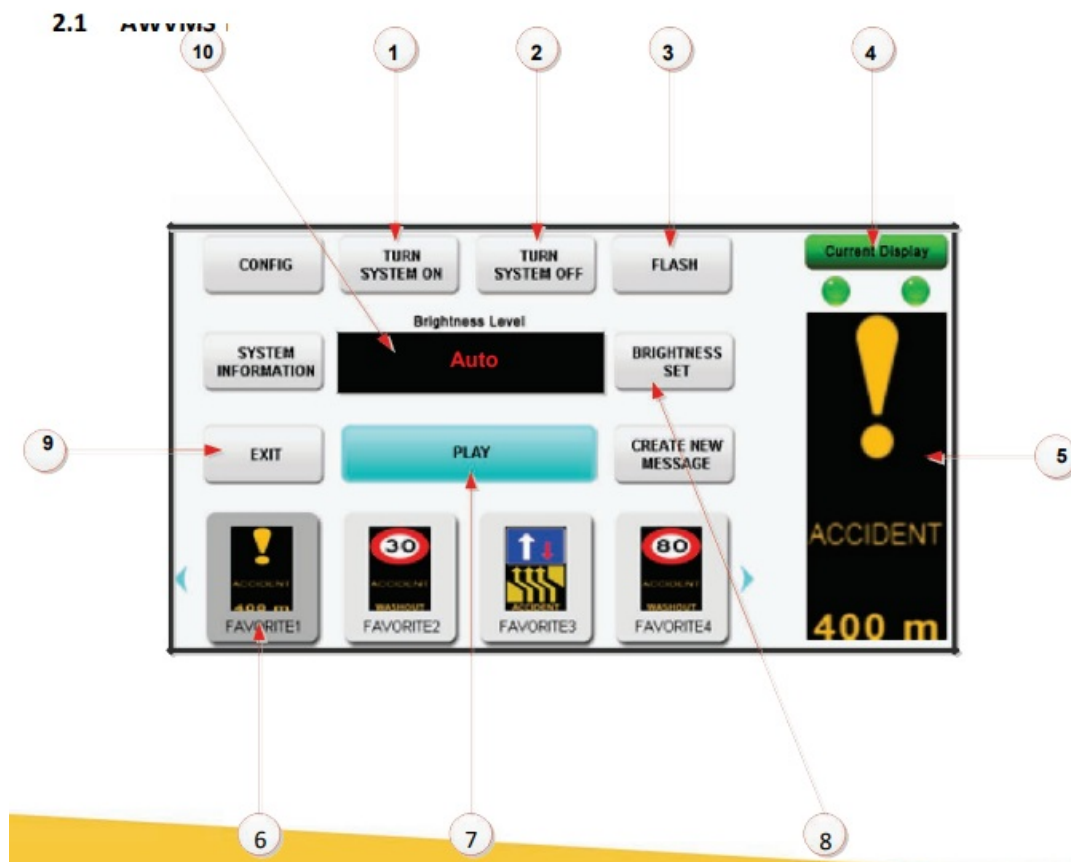 2.1
10 1 2 3 4
CONFIG
TURN
SYSTEM ON
TURN
SYSTEM OFF
FLASH
Current Display
Brightness Level
SYSTEM
INFORMATION
Auto
BRIGHTNESS
SET
9
EXIT
PLAY
CREATE NEW
MESSAGE
5
ACCIDENT
400 m
ACCIDENT
400 m
FAVORITE1
30
ACCIDENT
WASHOUT
FAVORITE2
ACCIDENT
FAVORITE3
80
ACCIDENT
WASHOUT
FAVORITE4
6 7 8